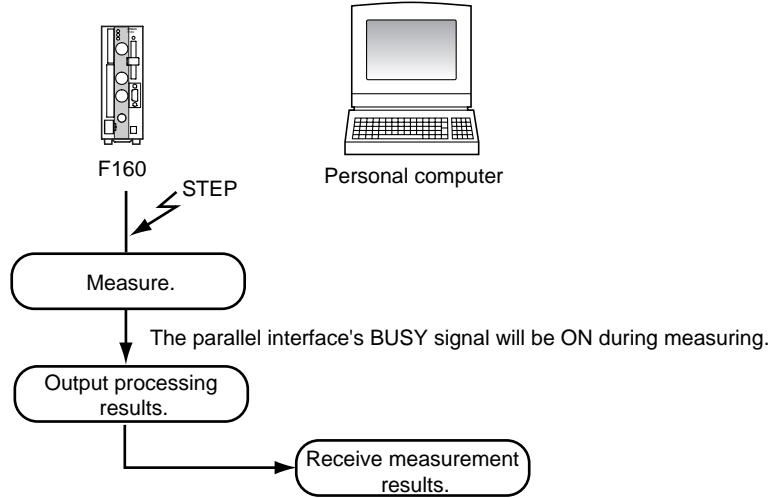 F160
Personal computer
STEP
Measure.
The parallel interface's BUSY signal will be ON during measuring.
Output processing
results.
Receive measurement
results.